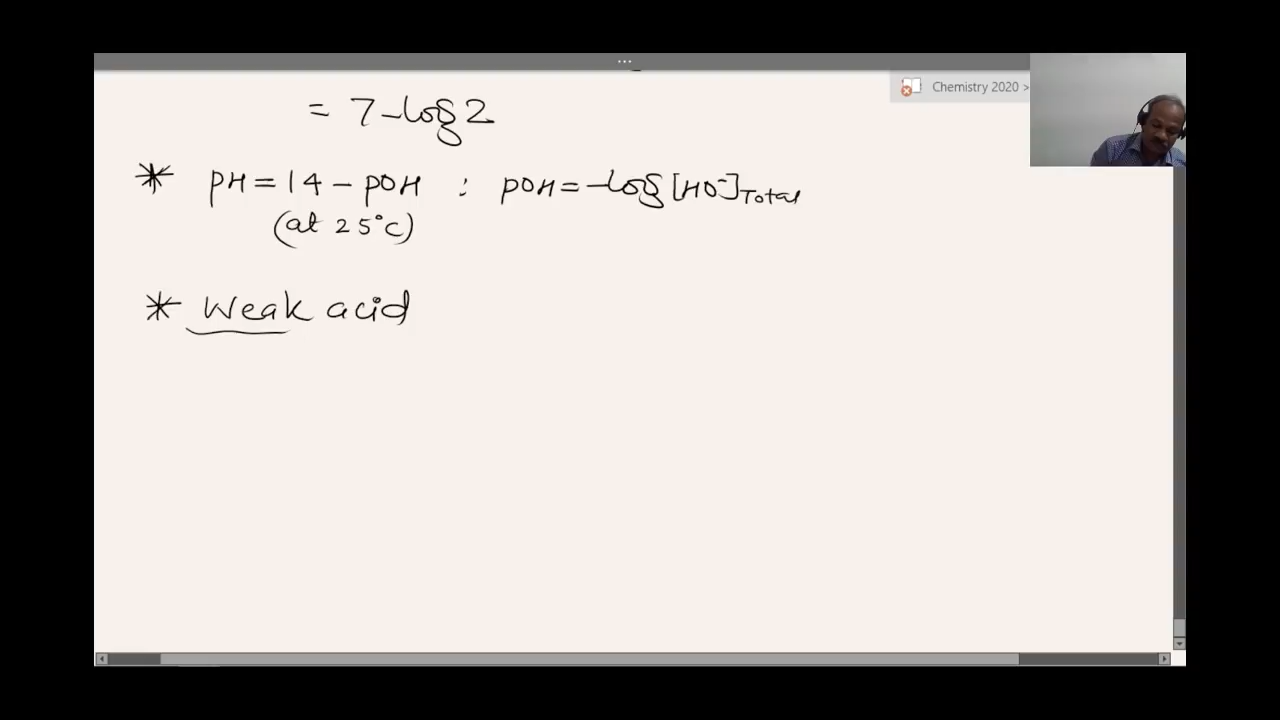 Chemistry 2020 >
= 7 - log 2
* pH = 14 - pOH : pOH = -log [HO⁻]Total
(at 25°C)
* Weak acid